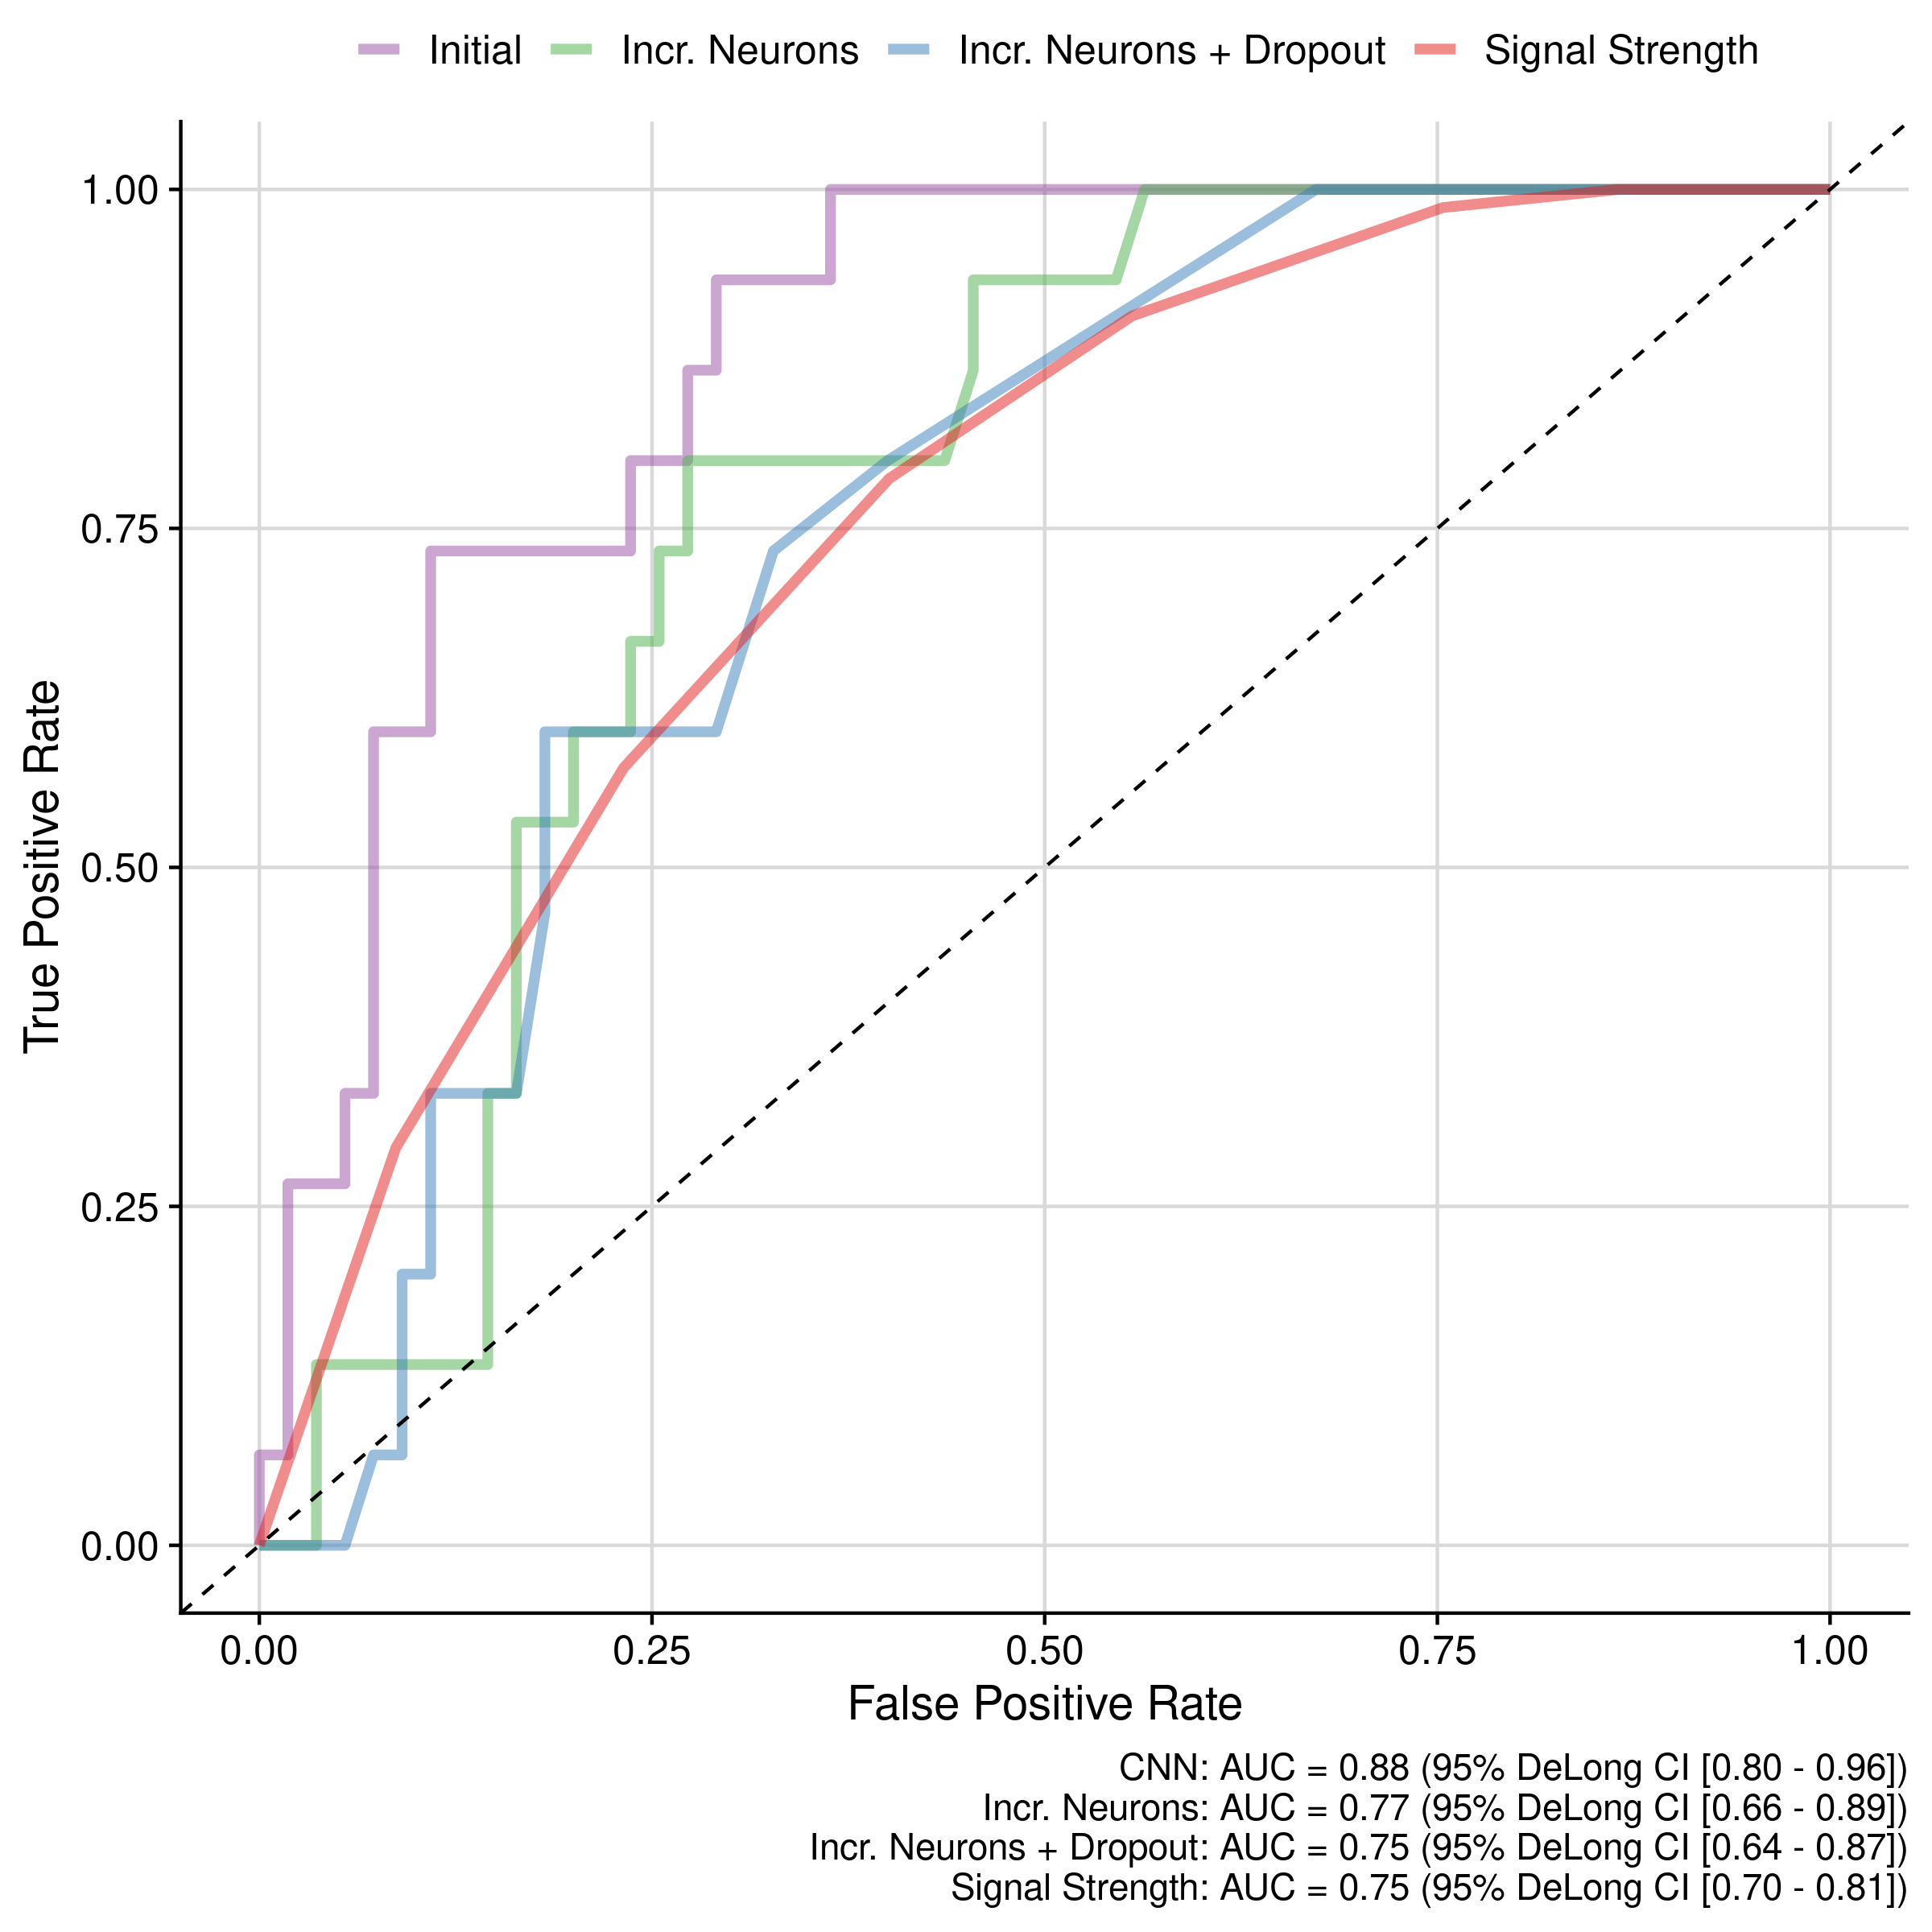 Initial Incr. Neurons Incr. Neurons + Dropout Signal Strength
1.00
0.75
0.50
0.25
0.00
True Positive Rate
0.00 0.25 0.50 0.75 1.00
False Positive Rate
CNN: AUC = 0.88 (95% DeLong CI [0.80 - 0.96])
Incr. Neurons: AUC = 0.77 (95% DeLong CI [0.66 - 0.89])
Incr. Neurons + Dropout: AUC = 0.75 (95% DeLong CI [0.64 - 0.87])
Signal Strength: AUC = 0.75 (95% DeLong CI [0.70 - 0.81])